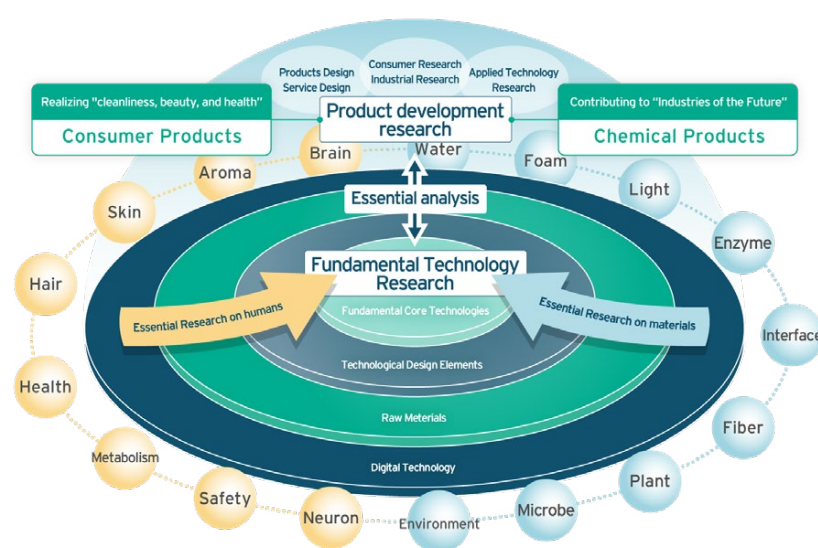 Products Design
Service Design
Consumer Research
Industrial Research
Applied Technology
Research
Realizing "cleanliness, beauty, and health"
Consumer Products
Product development
research
Contributing to “Industries of the Future”
Chemical Products
Brain
Water
Foam
Aroma
Light
Skin
Enzyme
Hair
Interface
Health
Fiber
Metabolism
Plant
Safety
Microbe
Neuron
Environment
Essential analysis
Fundamental Technology
Research
Essential Research on humans
Essential Research on materials
Fundamental Core Technologies
Technological Design Elements
Raw Meterials
Digital Technology